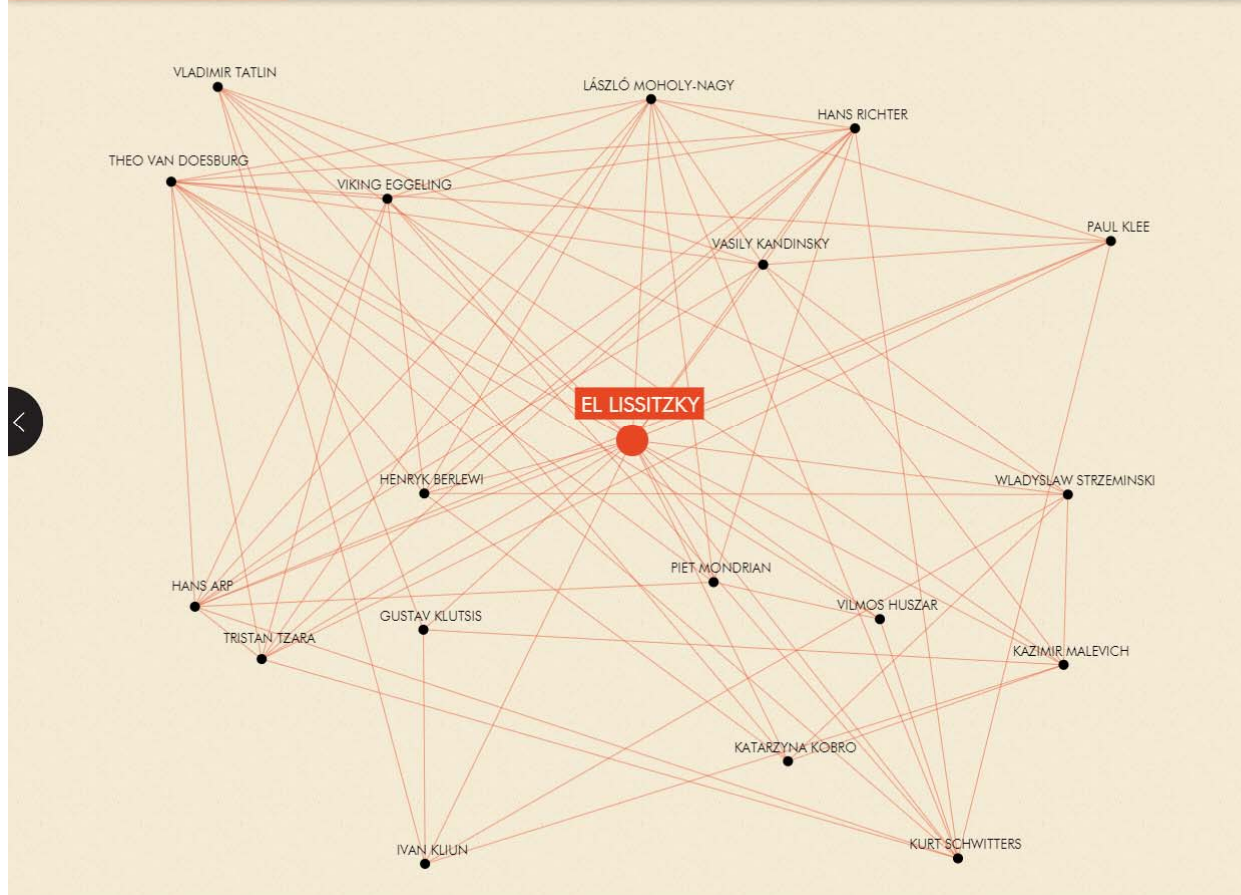 VLADIMIR TATLIN
LÁSZLÓ MOHOLY-NAGY
HANS RICHTER
THEO VAN DOESBURG
VIKING EGGELING
PAUL KLEE
VASILY KANDINSKY
EL LISSITZKY
HENRYK BERLEWI
WLADYSLAW STRZEMINSKI
PIET MONDRIAN
HANS ARP
VILMOS HUSZAR
GUSTAV KLUTSIS
TRISTAN TZARA
KAZIMIR MALEVICH
KATARZYNA KOBRO
KURT SCHWITTERS
IVAN KLIUN